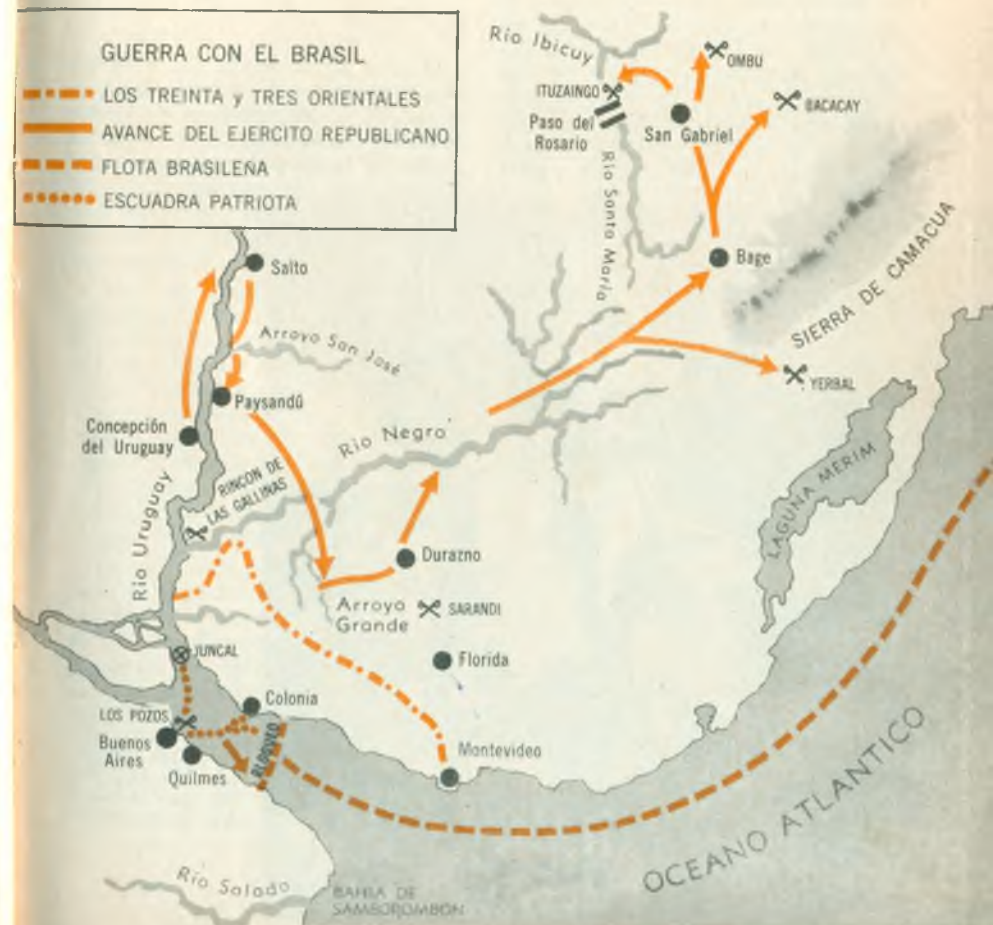 GUERRA CON EL BRASIL
LOS TREINTA y TRES ORIENTALES
AVANCE DEL EJERCITO REPUBLICANO
FLOTA BRASILEÑA
ESCUADRA PATRIOTA
Río Ibicuy
OMBU
ITUZAINGO
BACACAY
Paso del
Rosario
San Gabriel
Río Santa María
Bage
SIERRA DE CAMACUA
Salto
Arroyo San José
YERBAL
Paysandú
Concepción
del Uruguay
Río Negro
RINCON DE
LAS GALLINAS
Río Uruguay
LAGUNA MERIM
Durazno
Arroyo
Grande
SARANDI
JUNCAL
Florida
Colonia
LOS POZOS
Buenos
Aires
BLOQUEO
Montevideo
Quilmes
OCEANO ATLANTICO
Río Salado
BAHIA DE
SAMBOROMBON